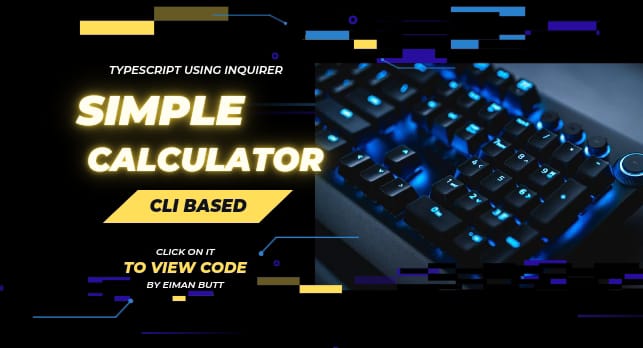 TYPESCRIPT USING INQUIRER
SIMPLE
CALCULATOR
CLI BASED
CLICK ON IT
TO VIEW CODE
BY EIMAN BUTT